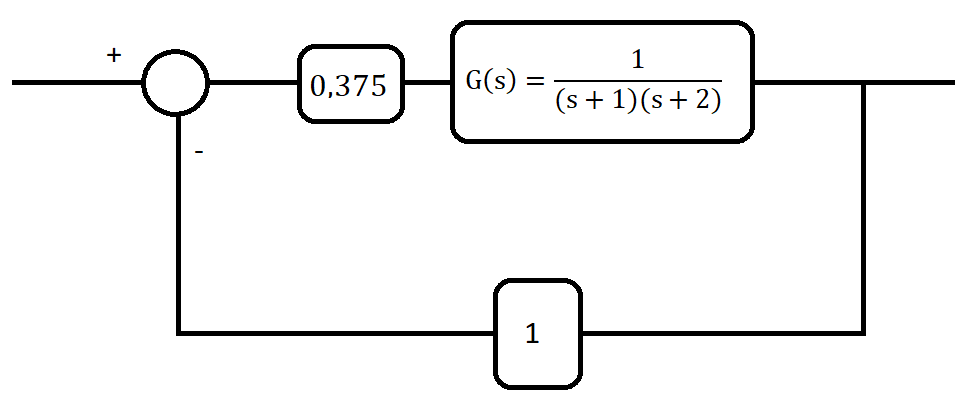 +
0,375
G(s) = 1 / (s + 1)(s + 2)
-
1